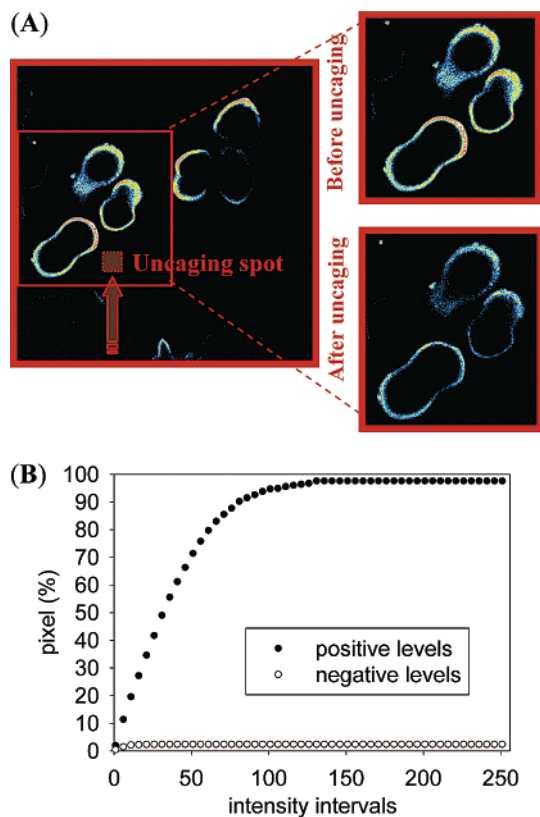 (A)
Before uncaging
Uncaging spot
After uncaging
(B)
100
90
80
70
60
50
40
30
20
10
0
pixel (%)
positive levels
negative levels
0 50 100 150 200 250
intensity intervals